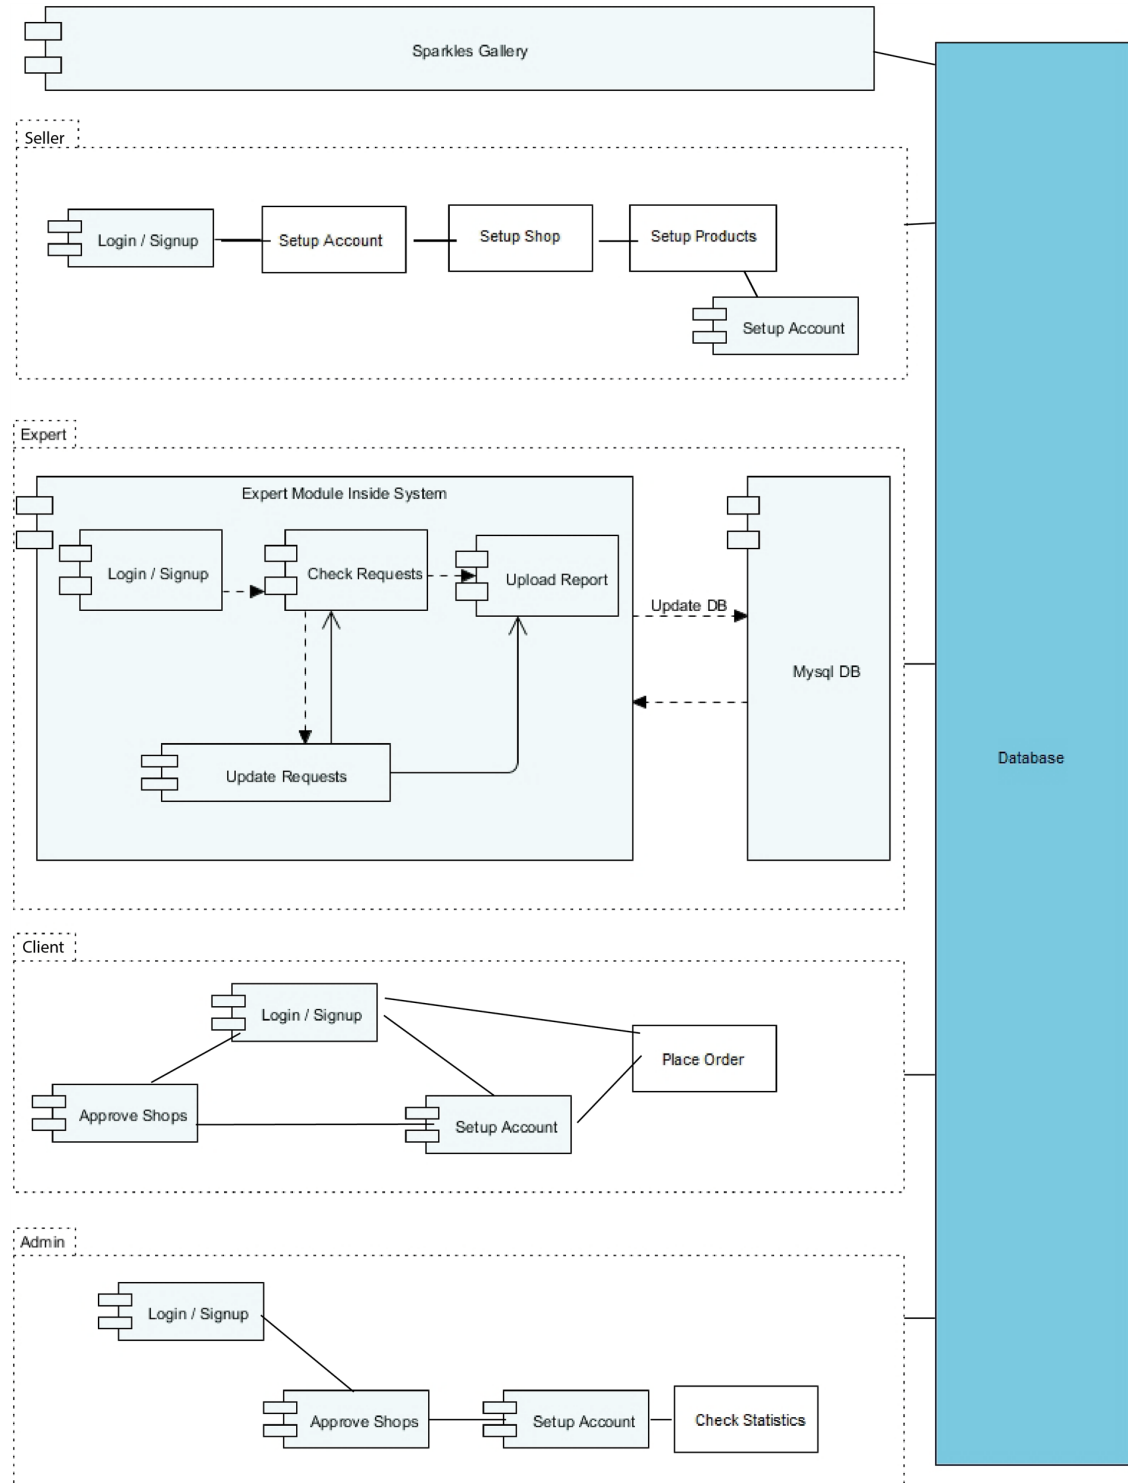 Sparkles Gallery
Seller
Login / Signup
Setup Account
Setup Shop
Setup Products
Setup Account
Expert
Expert Module Inside System
Login / Signup
Check Requests
Upload Report
Update DB
Mysql DB
Update Requests
Database
Client
Login / Signup
Place Order
Approve Shops
Setup Account
Admin
Login / Signup
Approve Shops
Setup Account
Check Statistics